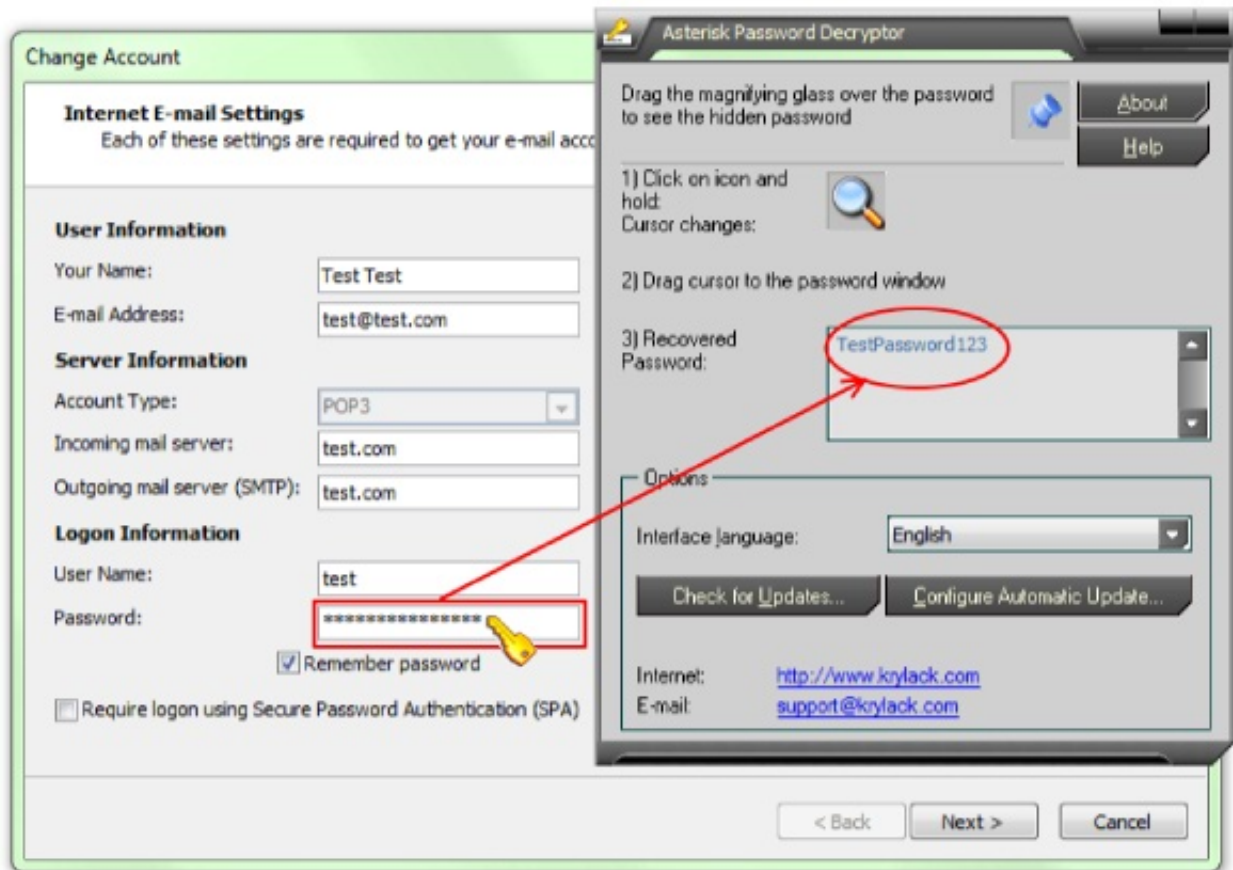 Change Account
Internet E-mail Settings
Each of these settings are required to get your e-mail acco
User Information
Your Name:
Test Test
E-mail Address:
test@test.com
Server Information
Account Type:
POP3
Incoming mail server:
test.com
Outgoing mail server (SMTP):
test.com
Logon Information
User Name:
test
Password:
***************
Remember password
Require logon using Secure Password Authentication (SPA)
< Back
Next >
Cancel
Asterisk Password Decryptor
Drag the magnifying glass over the password
to see the hidden password
About
Help
1) Click on icon and
hold:
Cursor changes:
2) Drag cursor to the password window
3) Recovered
Password:
TestPassword123
Options
Interface language:
English
Check for Updates...
Configure Automatic Update...
Internet:
http://www.krylack.com
E-mail:
support@krylack.com